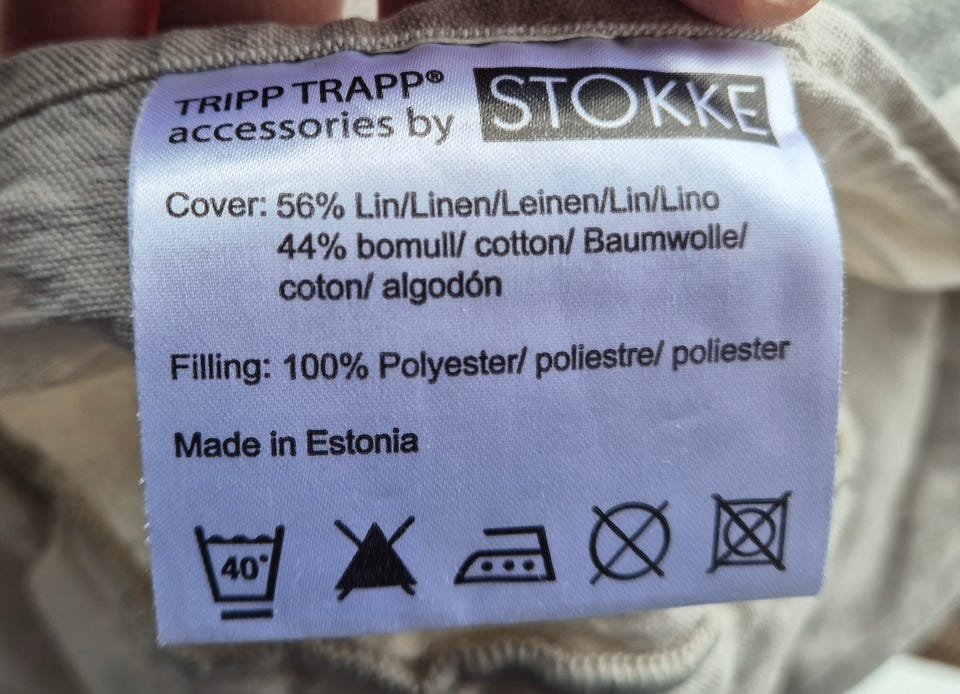 TRIPP TRAPP®
accessories by STOKKE
Cover: 56% Lin/Linen/Leinen/Lin/Lino
44% bomull/ cotton/ Baumwolle/
coton/ algodón
Filling: 100% Polyester/ poliestre/ poliester
Made in Estonia
40°